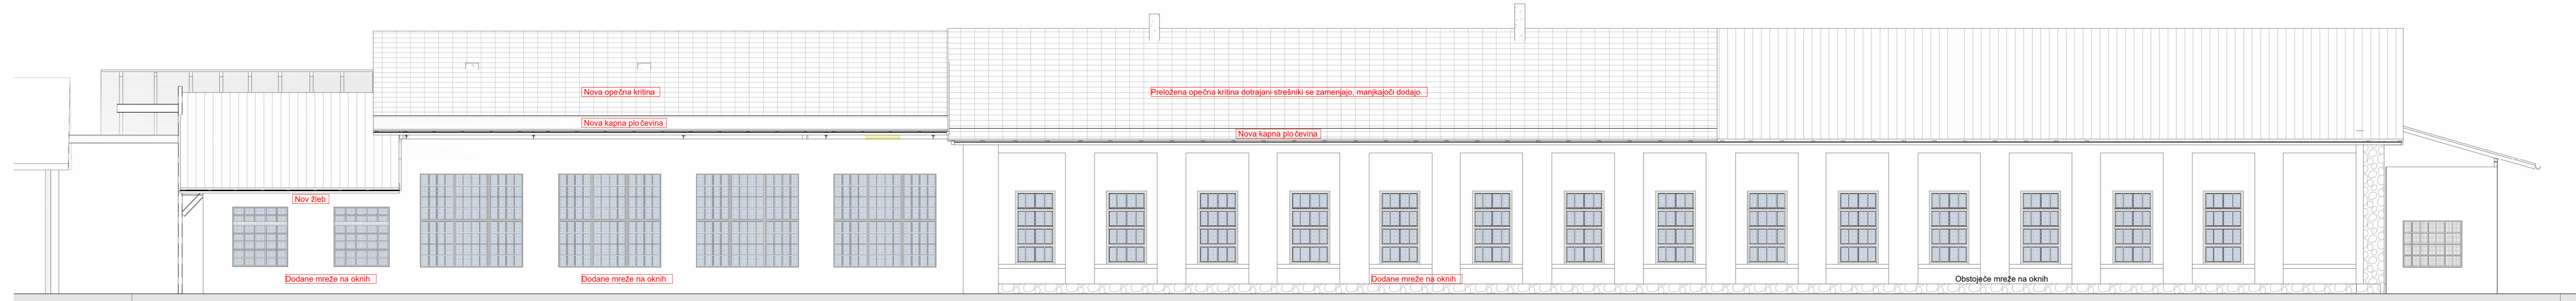 Nova opečna kritina
Preložena opečna kritina dotrajani strešniki se zamenjajo, manjkajoči dodajo.
Nova kapna pločevina
Nova kapna pločevina
Nov žleb
Dodane mreže na oknih
Dodane mreže na oknih
Dodane mreže na oknih
Obstoječe mreže na oknih